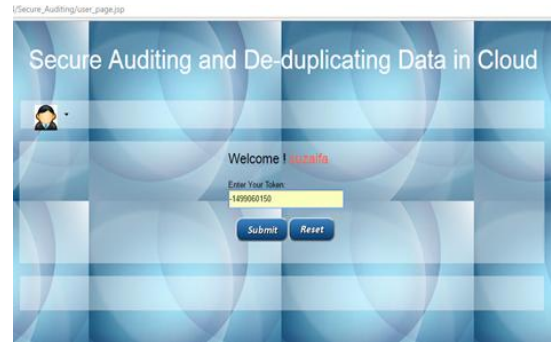 /Secure_Auditing/user_page.jsp
Secure Auditing and De-duplicating Data in Cloud
Welcome !
Enter Your Token:
-1499060150
Submit Reset